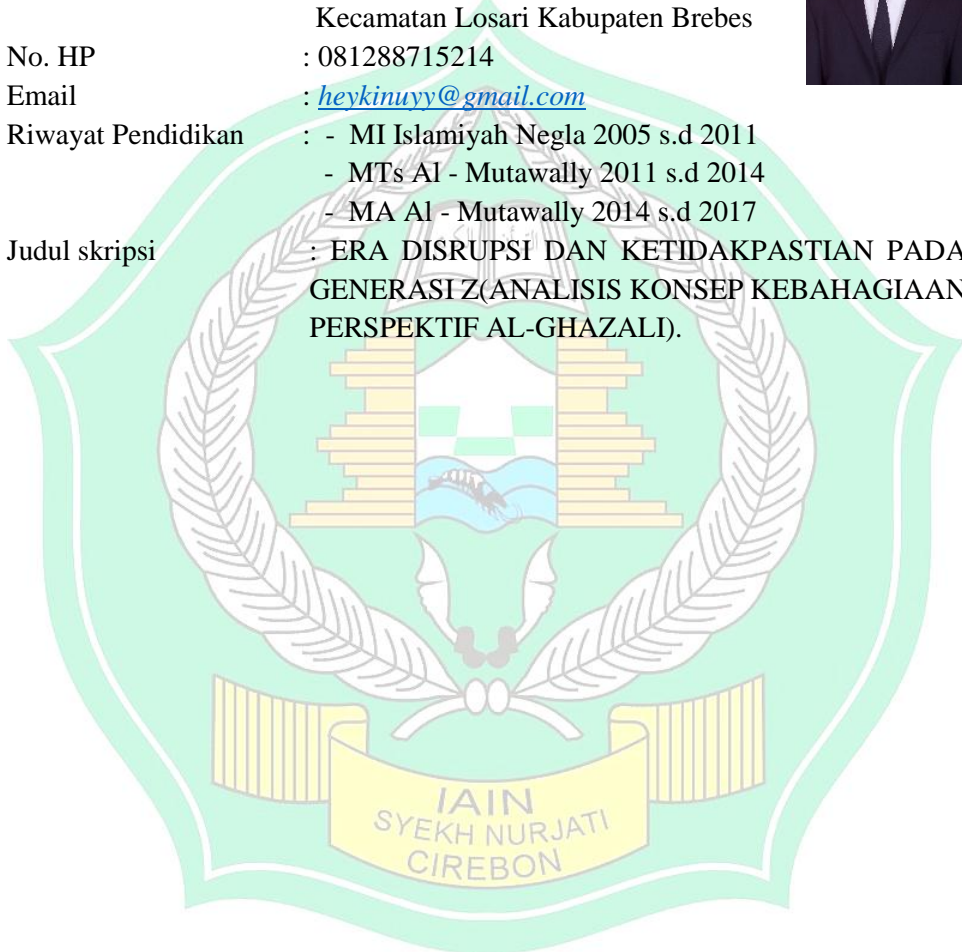 Kecamatan Losari Kabupaten Brebes
No. HP : 081288715214
Email : heykinuyy@gmail.com
Riwayat Pendidikan : - MI Islamiyah Negla 2005 s.d 2011
- MTs Al - Mutawally 2011 s.d 2014
- MA Al - Mutawally 2014 s.d 2017
Judul skripsi : ERA DISRUPSI DAN KETIDAKPASTIAN PADA
GENERASI Z(ANALISIS KONSEP KEBAHAGIAAN
PERSPEKTIF AL-GHAZALI).
IAIN
SYEKH NURJATI
CIREBON